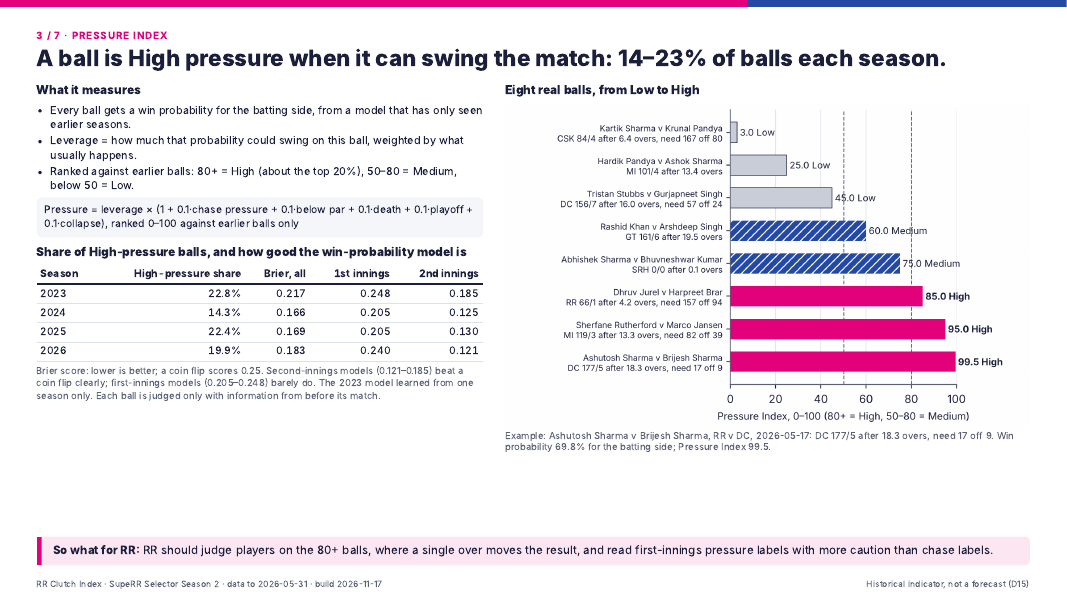 3 / 7 · PRESSURE INDEX
A ball is High pressure when it can swing the match: 14–23% of balls each season.
What it measures
• Every ball gets a win probability for the batting side, from a model that has only seen
earlier seasons.
• Leverage = how much that probability could swing on this ball, weighted by what
usually happens.
• Ranked against earlier balls: 80+ = High (about the top 20%), 50–80 = Medium,
below 50 = Low.
Pressure = leverage × (1 + 0.1·chase pressure + 0.1·below par + 0.1·death + 0.1·playoff +
0.1·collapse), ranked 0–100 against earlier balls only
Share of High-pressure balls, and how good the win-probability model is
Season High-pressure share Brier, all 1st innings 2nd innings
2023 22.8% 0.217 0.248 0.185
2024 14.3% 0.166 0.205 0.125
2025 22.4% 0.169 0.205 0.130
2026 19.9% 0.183 0.240 0.121
Brier score: lower is better; a coin flip scores 0.25. Second-innings models (0.121–0.185) beat a
coin flip clearly; first-innings models (0.205–0.248) barely do. The 2023 model learned from one
season only. Each ball is judged only with information from before its match.
Eight real balls, from Low to High
Kartik Sharma v Krunal Pandya
CSK 84/4 after 6.4 overs, need 167 off 80
3.0 Low
Hardik Pandya v Ashok Sharma
MI 101/4 after 13.4 overs
25.0 Low
Tristan Stubbs v Gurjapneet Singh
DC 156/7 after 16.0 overs, need 57 off 24
45.0 Low
Rashid Khan v Arshdeep Singh
GT 161/6 after 19.5 overs
60.0 Medium
Abhishek Sharma v Bhuvneshwar Kumar
SRH 0/0 after 0.1 overs
75.0 Medium
Dhruv Jurel v Harpreet Brar
RR 66/1 after 4.2 overs, need 157 off 94
85.0 High
Sherfane Rutherford v Marco Jansen
MI 119/3 after 13.3 overs, need 82 off 39
95.0 High
Ashutosh Sharma v Brijesh Sharma
DC 177/5 after 18.3 overs, need 17 off 9
99.5 High
0 20 40 60 80 100
Pressure Index, 0–100 (80+ = High, 50–80 = Medium)
Example: Ashutosh Sharma v Brijesh Sharma, RR v DC, 2026-05-17: DC 177/5 after 18.3 overs, need 17 off 9. Win
probability 69.8% for the batting side; Pressure Index 99.5.
So what for RR: RR should judge players on the 80+ balls, where a single over moves the result, and read first-innings pressure labels with more caution than chase labels.
RR Clutch Index · SupeRR Selector Season 2 · data to 2026-05-31 · build 2026-11-17
Historical indicator, not a forecast (D15)